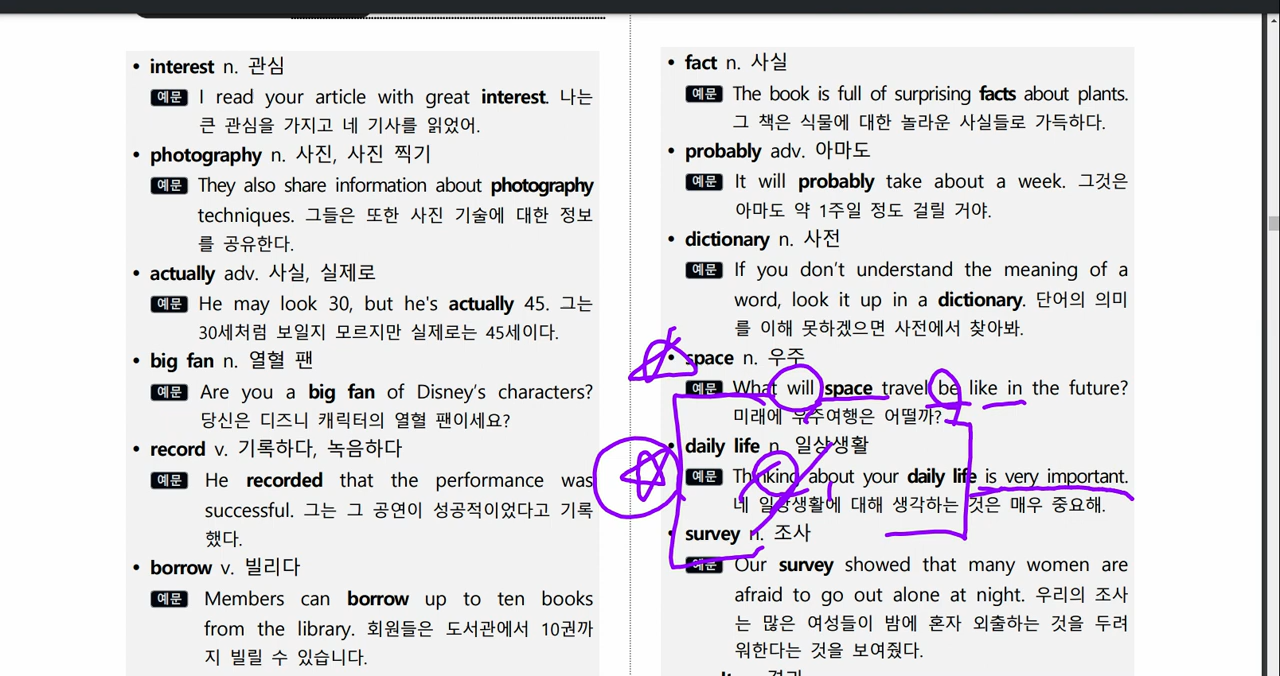 • interest n. 관심
예문 I read your article with great interest. 나는
큰 관심을 가지고 네 기사를 읽었어.
• photography n. 사진, 사진 찍기
예문 They also share information about photography
techniques. 그들은 또한 사진 기술에 대한 정보
를 공유한다.
• actually adv. 사실, 실제로
예문 He may look 30, but he's actually 45. 그는
30세처럼 보일지 모르지만 실제로는 45세이다.
• big fan n. 열혈 팬
예문 Are you a big fan of Disney's characters?
당신은 디즈니 캐릭터의 열혈 팬이세요?
• record v. 기록하다, 녹음하다
예문 He recorded that the performance was
successful. 그는 그 공연이 성공적이었다고 기록
했다.
• borrow v. 빌리다
예문 Members can borrow up to ten books
from the library. 회원들은 도서관에서 10권까
지 빌릴 수 있습니다.
• fact n. 사실
예문 The book is full of surprising facts about plants.
그 책은 식물에 대한 놀라운 사실들로 가득하다.
• probably adv. 아마도
예문 It will probably take about a week. 그것은
아마도 약 1주일 정도 걸릴 거야.
• dictionary n. 사전
예문 If you don't understand the meaning of a
word, look it up in a dictionary. 단어의 의미
를 이해 못하겠으면 사전에서 찾아봐.
• space n. 우주
예문 What will space travel be like in the future?
미래에 우주여행은 어떨까?
• daily life n. 일상생활
예문 Thinking about your daily life is very important.
네 일상생활에 대해 생각하는 것은 매우 중요해.
• survey n. 조사
예문 Our survey showed that many women are
afraid to go out alone at night. 우리의 조사
는 많은 여성들이 밤에 혼자 외출하는 것을 두려
워한다는 것을 보여줬다.